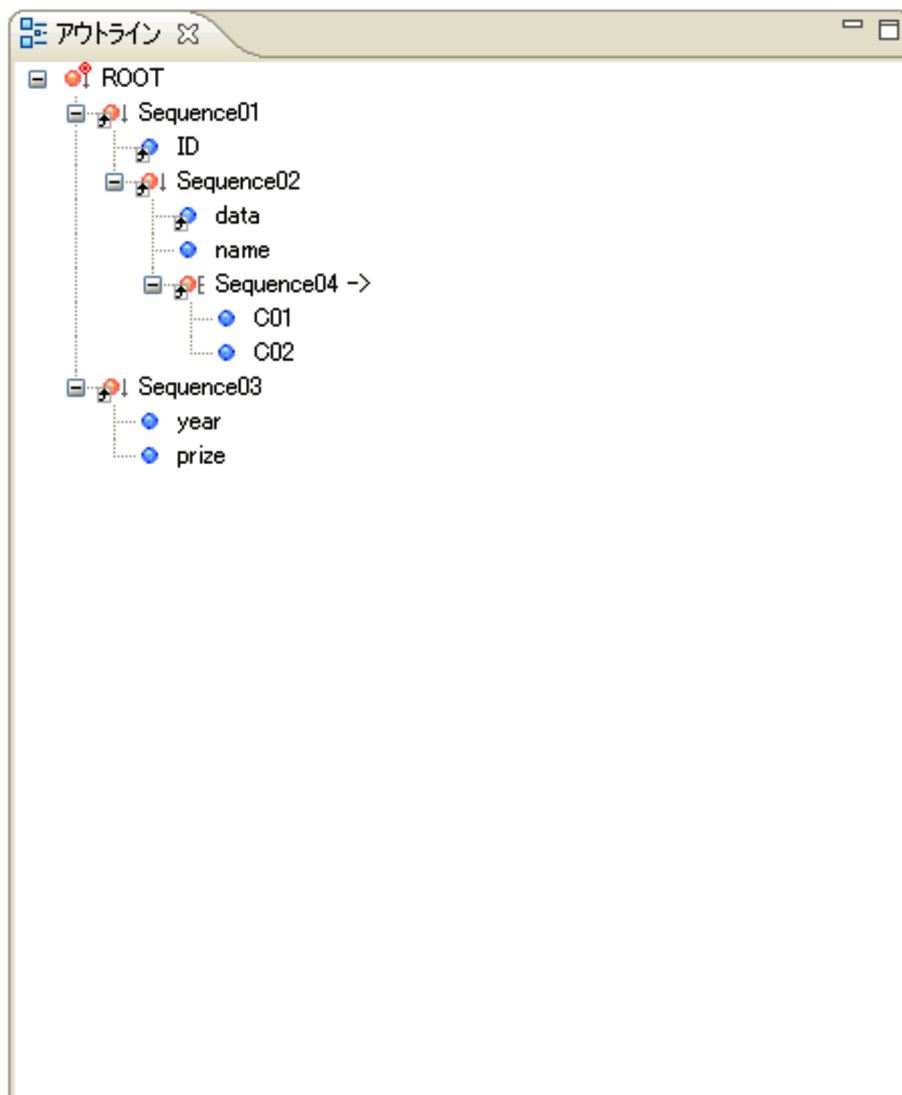 アウトライン
ROOT
Sequence01
ID
Sequence02
data
name
Sequence04 ->
C01
C02
Sequence03
year
prize